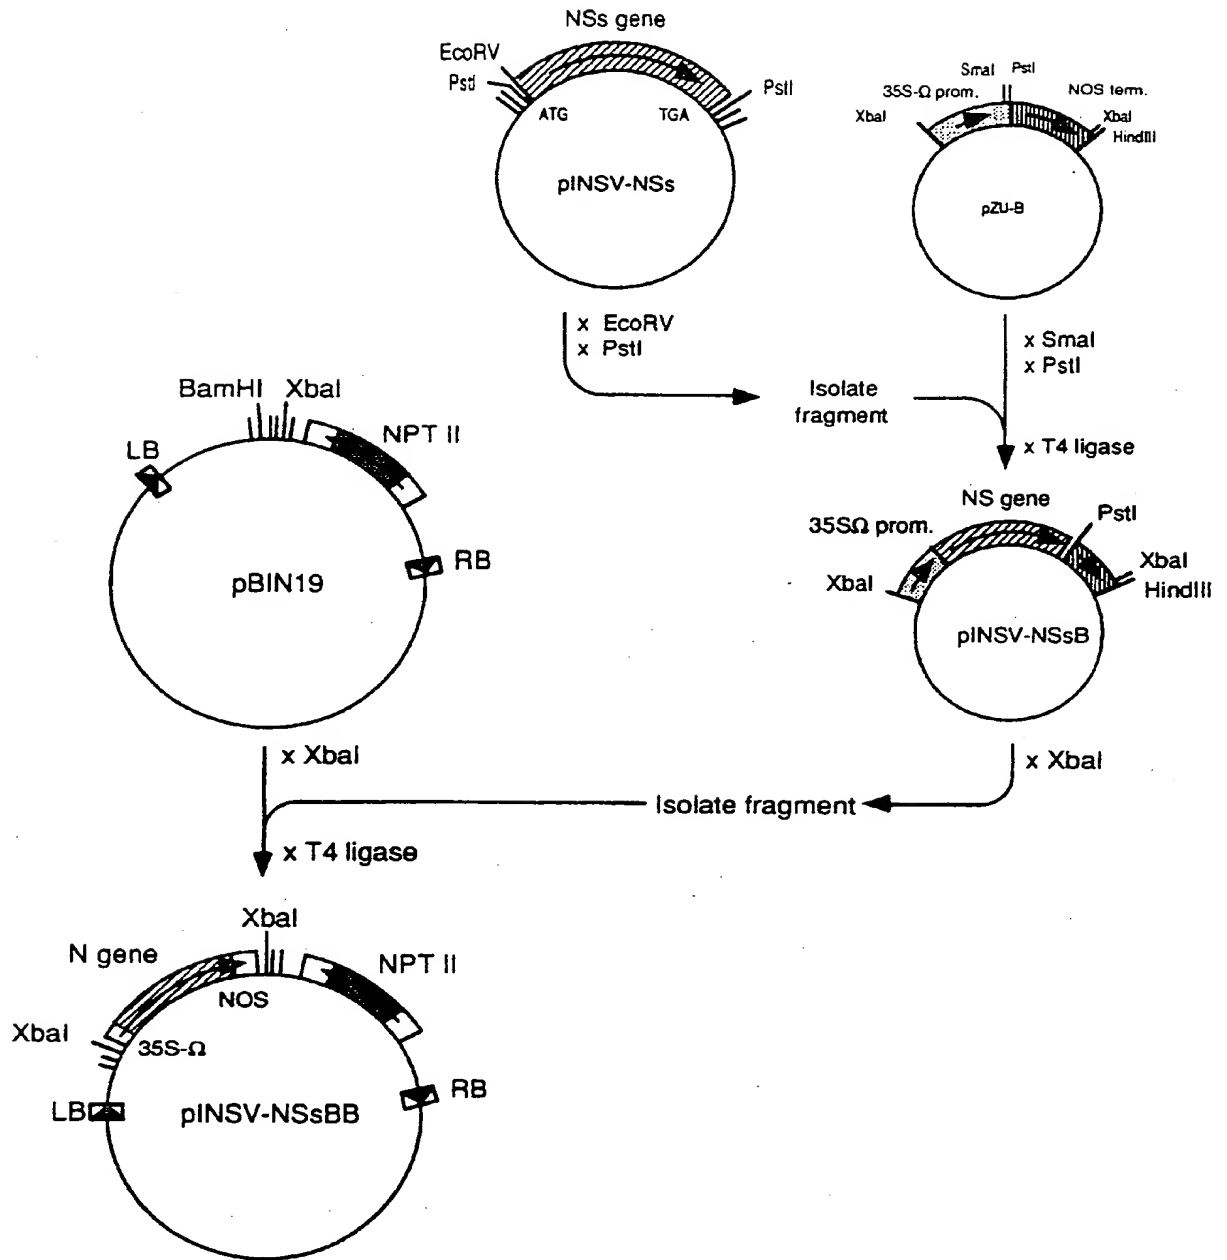 NSs gene
EcoRV
PstI
PstI
ATG
TGA
pINSV-NSs
SmaI
PstI
35S-Ω prom.
NOS term.
XbaI
XbaI
HindIII
pZU-B
x EcoRV
x PstI
x SmaI
x PstI
Isolate
fragment
x T4 ligase
BamHI
XbaI
NPT II
LB
RB
pBIN19
NS gene
35SΩ prom.
PstI
XbaI
XbaI
HindIII
pINSV-NSsB
x XbaI
x XbaI
Isolate fragment
x T4 ligase
XbaI
N gene
NPT II
NOS
XbaI
35S-Ω
LB
RB
pINSV-NSsBB